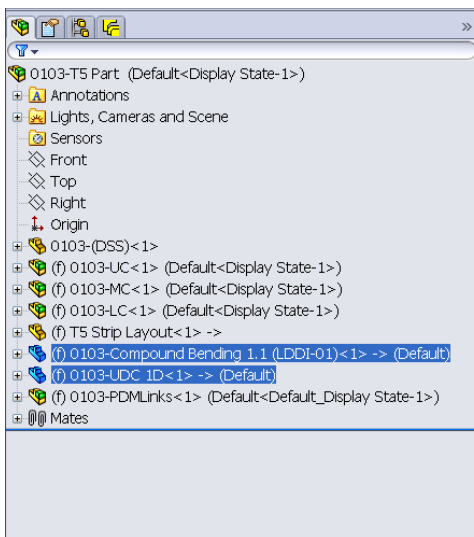 »
0103-T5 Part (Default<Display State-1>)
A Annotations
Lights, Cameras and Scene
Sensors
Front
Top
Right
Origin
0103-(DSS)<1>
(f) 0103-UC<1> (Default<Display State-1>)
(f) 0103-MC<1> (Default<Display State-1>)
(f) 0103-LC<1> (Default<Display State-1>)
(f) T5 Strip Layout<1> ->
(f) 0103-Compound Bending 1.1 (LDDI-01)<1> -> (Default)
(f) 0103-UDC 1D<1> -> (Default)
(f) 0103-PDMLinks<1> (Default<Default_Display State-1>)
Mates